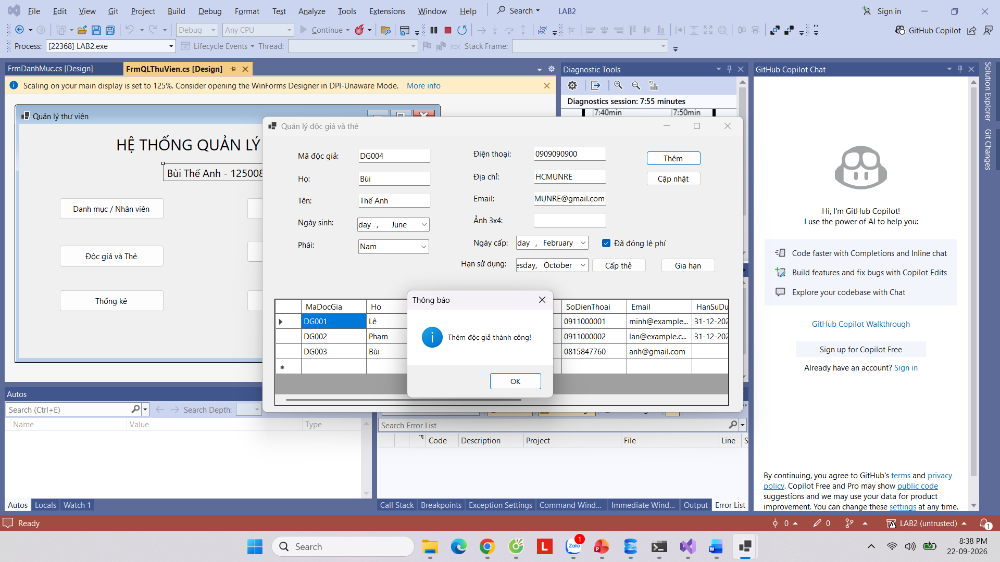 File Edit View Git Project Build Debug Format Test Analyze Tools Extensions Window Help Search LAB2 Sign in
Debug Any CPU Continue GitHub Copilot
Process: [22368] LAB2.exe Lifecycle Events Thread: Stack Frame:
FrmDanhMuc.cs [Design] FrmQLThuVien.cs [Design]
Scaling on your main display is set to 125%. Consider opening the WinForms Designer in DPI-Unaware Mode. More info
Quản lý thư viện
HỆ THỐNG QUẢN LÝ
Bùi Thế Anh - 125008
Danh mục / Nhân viên
Độc giả và Thẻ
Thống kê
Diagnostic Tools
Diagnostics session: 7:55 minutes
7:40min 7:50min
Quản lý độc giả và thẻ
Mã độc giả: DG004
Họ: Bùi
Tên: Thế Anh
Ngày sinh: day , June
Phái: Nam
Điện thoại: 0909090900
Địa chỉ: HCMUNRE
Email: MUNRE@gmail.com
Ảnh 3x4:
Ngày cấp: day , February Đã đóng lệ phí
Hạn sử dụng: esday, October Cấp thẻ Gia hạn
Thêm
Cập nhật
MaDocGia Ho SoDienThoai Email HanSuDu
DG001 Lê 0911000001 minh@example... 31-12-202
DG002 Phạm 0911000002 lan@example.c... 31-12-202
DG003 Bùi 0815847760 anh@gmail.com
Thông báo
Thêm độc giả thành công!
OK
GitHub Copilot Chat
Hi, I'm GitHub Copilot!
I use the power of AI to help you:
Code faster with Completions and Inline chat
Build features and fix bugs with Copilot Edits
Explore your codebase with Chat
GitHub Copilot Walkthrough
Sign up for Copilot Free
Already have an account? Sign in
By continuing, you agree to GitHub's terms and privacy
policy. Copilot Free and Pro may show public code
suggestions and we may use your data for product
improvement. You can change these settings at any time.
Solution Explorer
Git Changes
Autos
Search (Ctrl+E) Search Depth:
Name Value Type
Autos Locals Watch 1
Search Error List
Code Description Project File Line S
Call Stack Breakpoints Exception Settings Command Wind... Immediate Wind... Output Error List
Ready 0 0 LAB2 (untrusted) 1
Search L Zalo 1
8:38 PM
22-09-2026